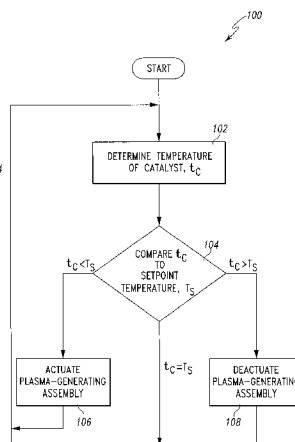 100
START
102
DETERMINE TEMPERATURE
OF CATALYST, tC
104
COMPARE tC
TO
SETPOINT
TEMPERATURE, TS
tC<TS
tC>TS
tC=TS
ACTUATE
PLASMA-GENERATING
ASSEMBLY
106
DEACTUATE
PLASMA-GENERATING
ASSEMBLY
108